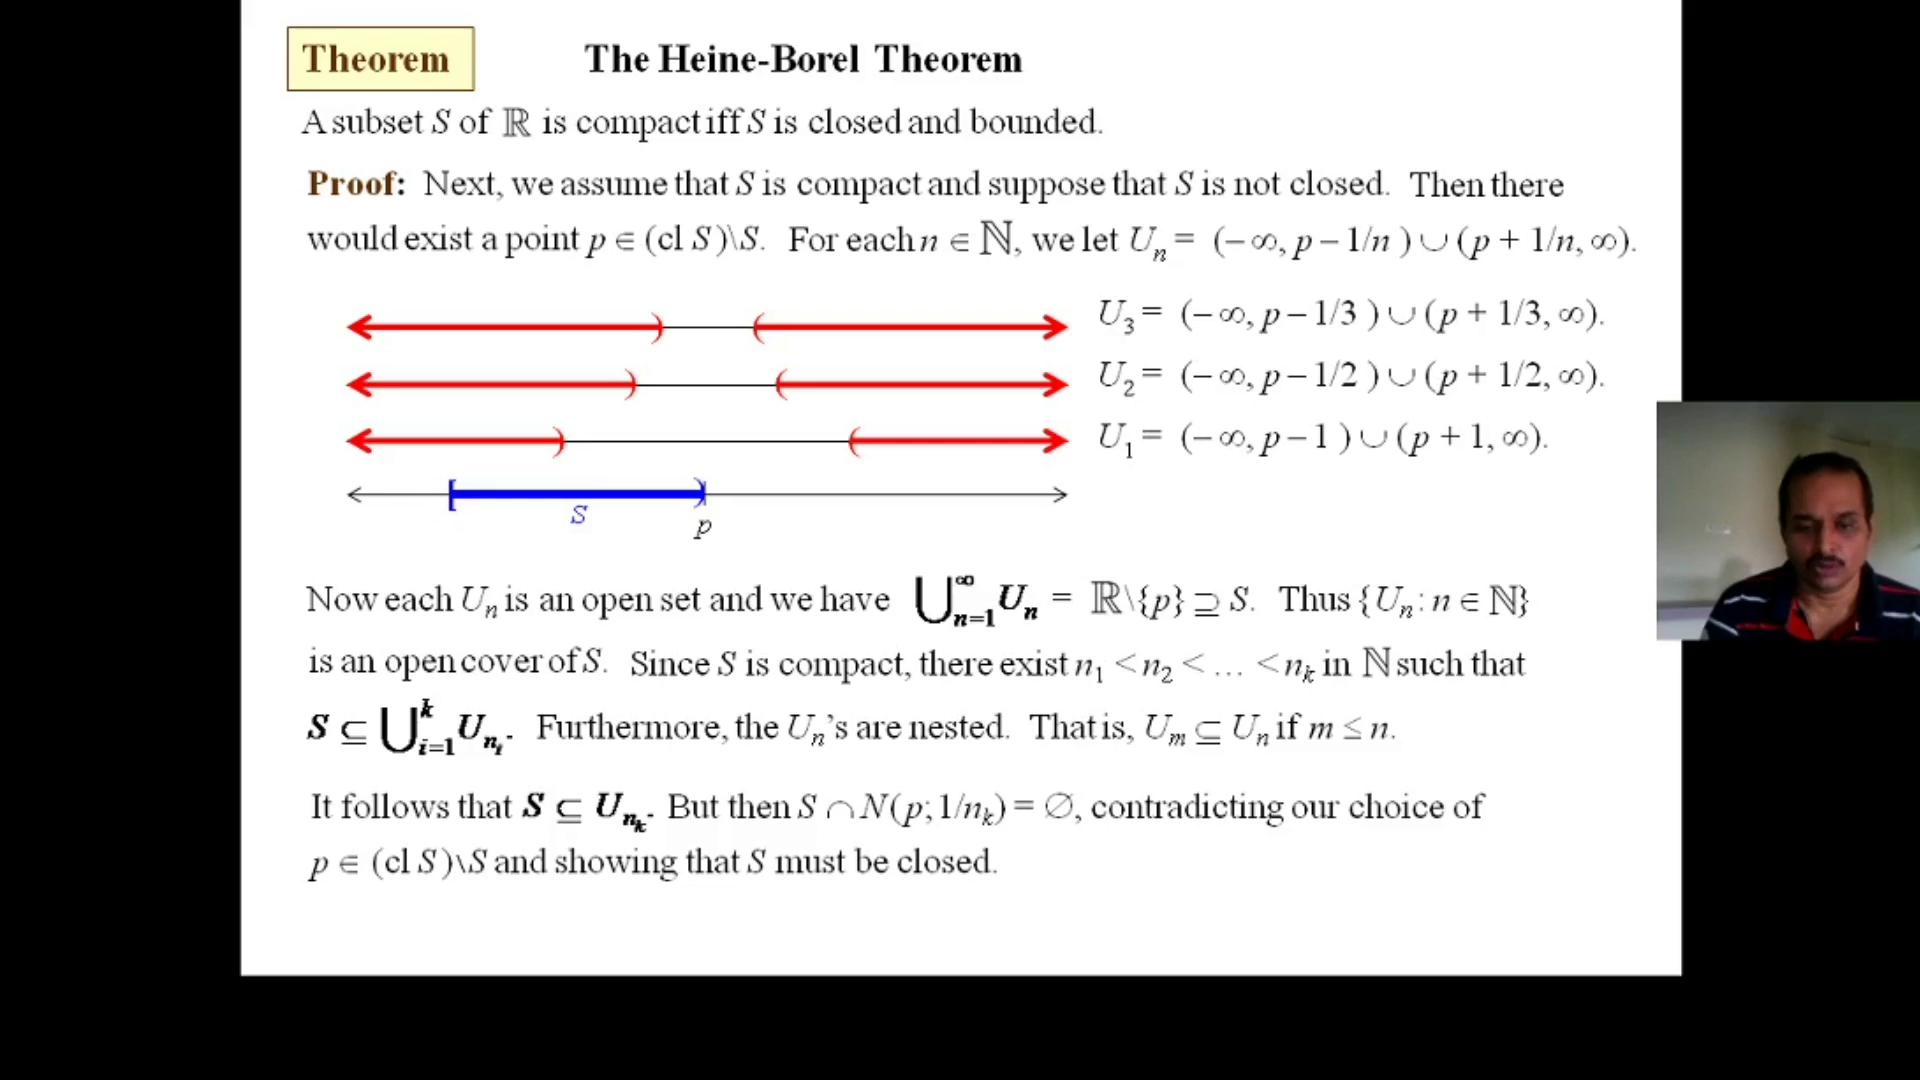 Theorem The Heine-Borel Theorem
A subset S of ℝ is compact iff S is closed and bounded.
Proof: Next, we assume that S is compact and suppose that S is not closed. Then there
would exist a point p ∈ (cl S)\S. For each n ∈ ℕ, we let Uₙ = (−∞, p − 1/n ) ∪ (p + 1/n, ∞).
U₃ = (−∞, p − 1/3 ) ∪ (p + 1/3, ∞).
U₂ = (−∞, p − 1/2 ) ∪ (p + 1/2, ∞).
U₁ = (−∞, p − 1 ) ∪ (p + 1, ∞).
S
p
Now each Uₙ is an open set and we have ⋃_{n=1}^{∞} Uₙ = ℝ\{p} ⊇ S. Thus {Uₙ : n ∈ ℕ}
is an open cover of S. Since S is compact, there exist n₁ < n₂ < … < nₖ in ℕ such that
S ⊆ ⋃_{i=1}^{k} U_{n_i}. Furthermore, the Uₙ's are nested. That is, Uₘ ⊆ Uₙ if m ≤ n.
It follows that S ⊆ U_{n_k}. But then S ∩ N(p; 1/nₖ) = ∅, contradicting our choice of
p ∈ (cl S)\S and showing that S must be closed.